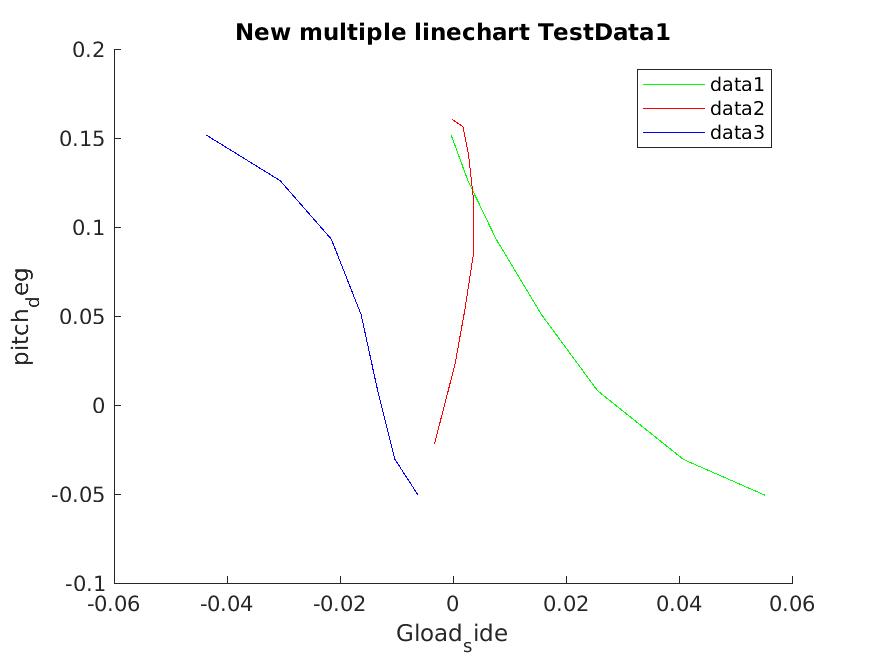 New multiple linechart TestData1
0.2
0.15
0.1
0.05
0
-0.05
-0.1
pitch_deg
data1
data2
data3
-0.06 -0.04 -0.02 0 0.02 0.04 0.06
Gload_side